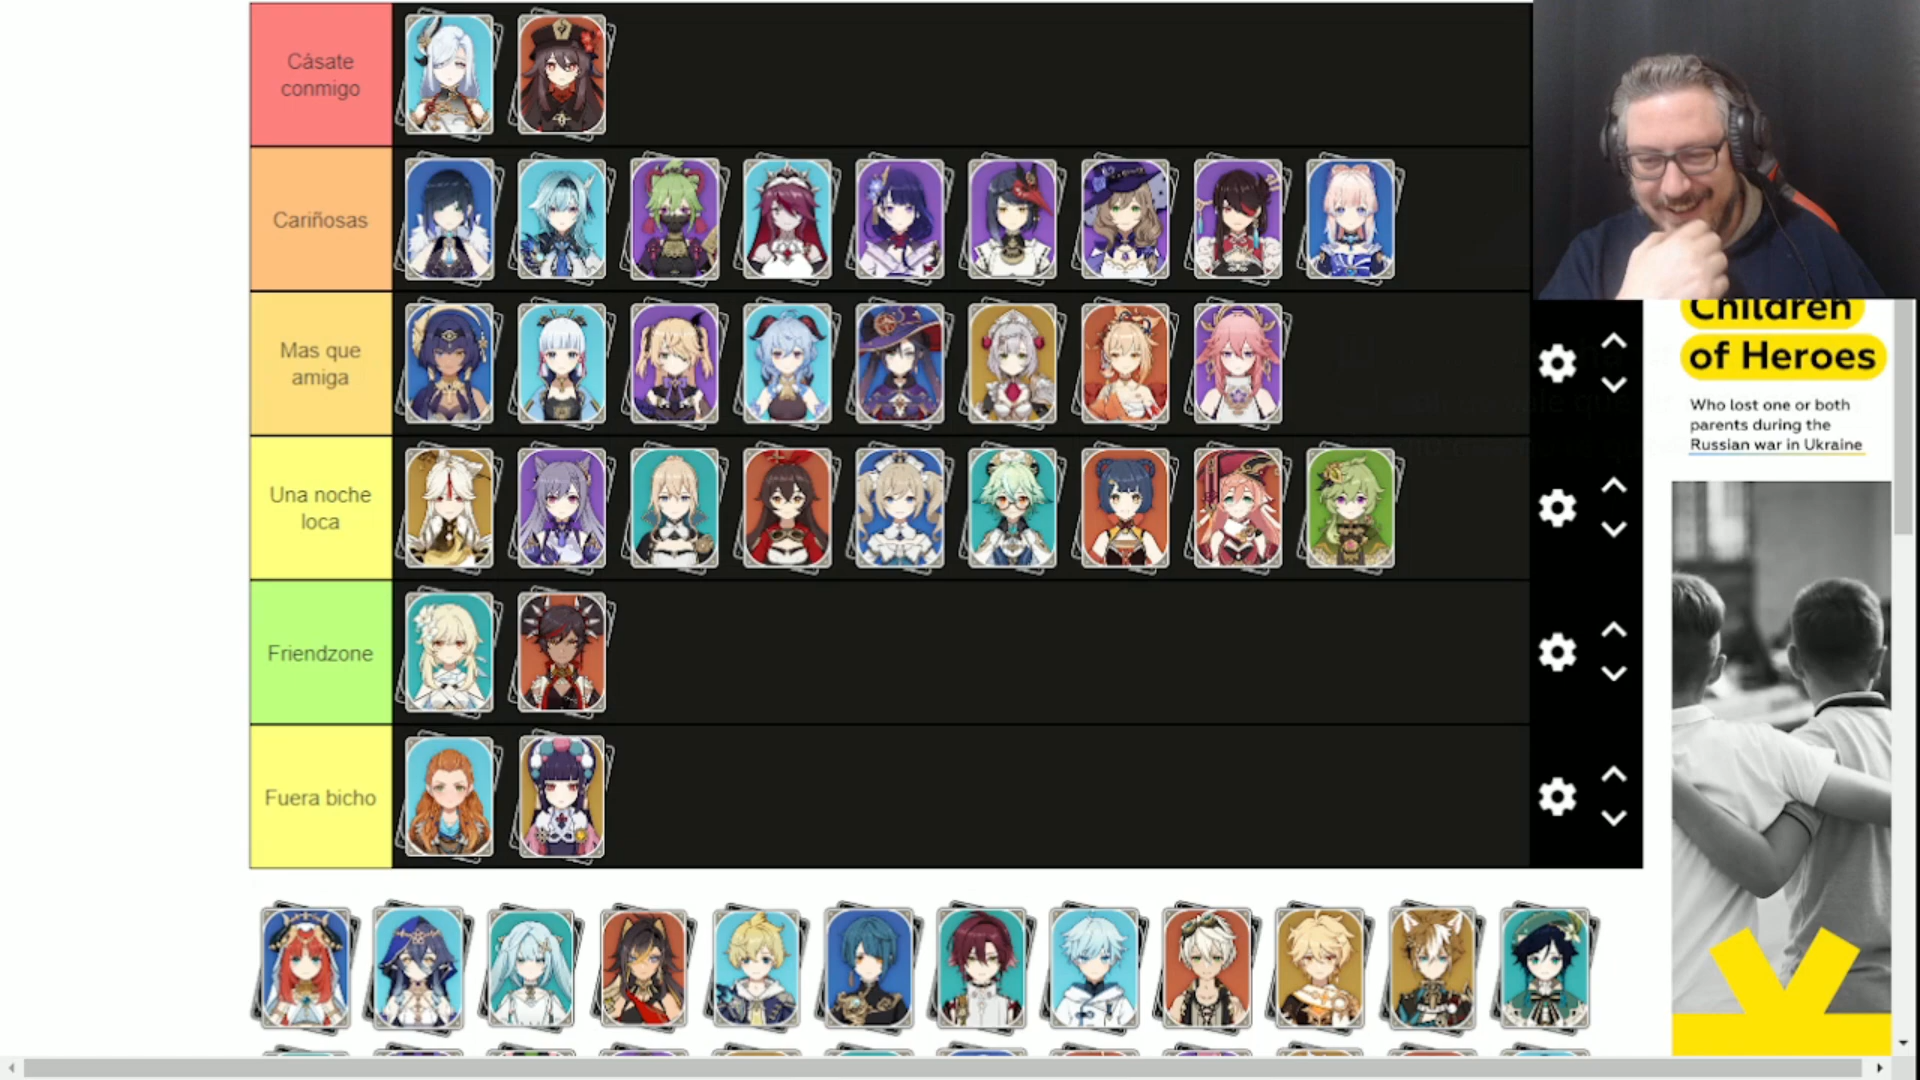 Cásate
conmigo
Cariñosas
Mas que
amiga
Una noche
loca
Friendzone
Fuera bicho
Children
of Heroes
Who lost one or both
parents during the
Russian war in Ukraine